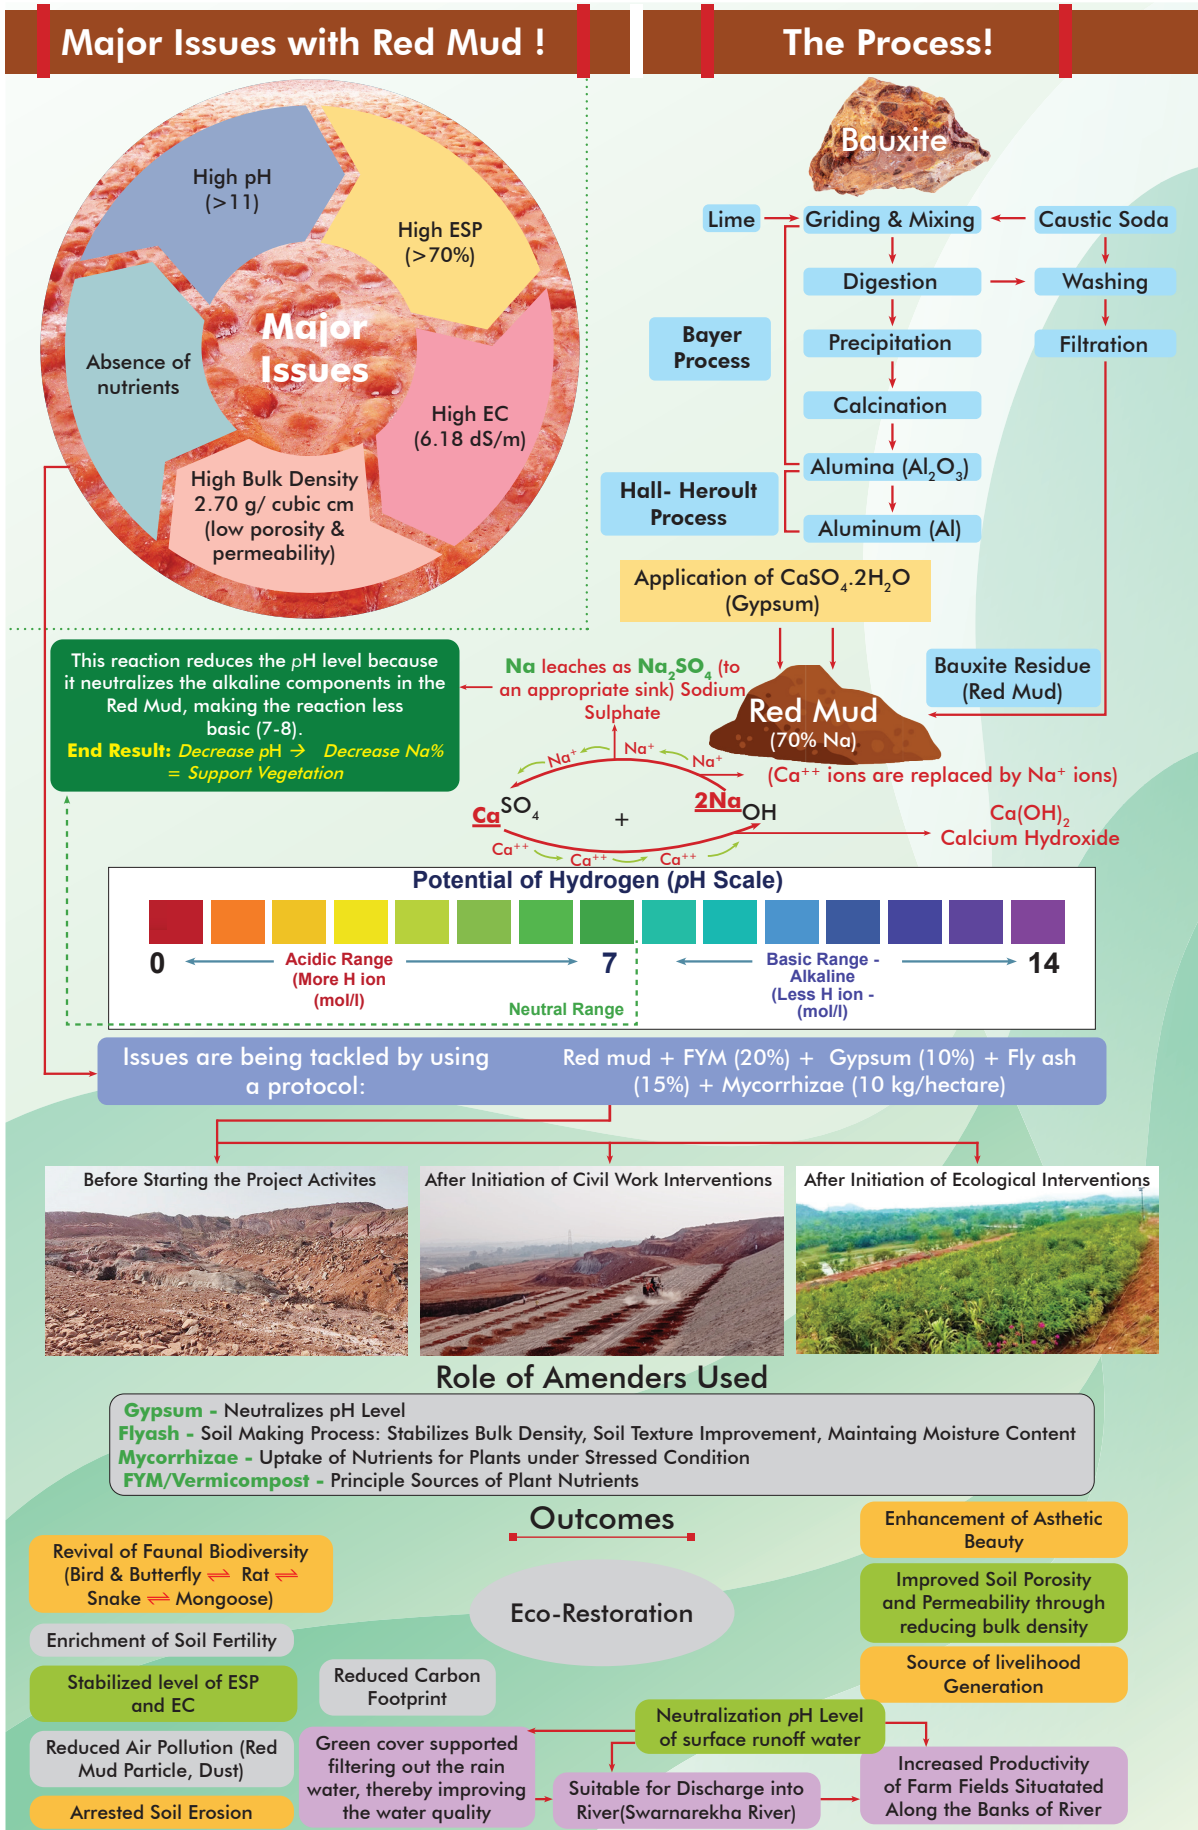 Major Issues with Red Mud !
The Process!
High pH
(>11)
High ESP
(>70%)
High EC
(6.18 dS/m)
High Bulk Density
2.70 g/ cubic cm
(low porosity &
permeability)
Absence of
nutrients
Major
Issues
Bauxite
Lime
Griding & Mixing
Caustic Soda
Digestion
Washing
Bayer
Process
Precipitation
Filtration
Calcination
Alumina (Al₂O₃)
Hall- Heroult
Process
Aluminum (Al)
Application of CaSO₄.2H₂O
(Gypsum)
Bauxite Residue
(Red Mud)
Red Mud
(70% Na)
This reaction reduces the pH level because
it neutralizes the alkaline components in the
Red Mud, making the reaction less
basic (7-8).
End Result: Decrease pH → Decrease Na%
= Support Vegetation
Na leaches as Na₂SO₄ (to
an appropriate sink) Sodium
Sulphate
Na⁺ Na⁺ Na⁺
(Ca⁺⁺ ions are replaced by Na⁺ ions)
CaSO₄ + 2NaOH
Ca(OH)₂
Calcium Hydroxide
Ca⁺⁺ Ca⁺⁺ Ca⁺⁺
Potential of Hydrogen (pH Scale)
0
Acidic Range
(More H ion
(mol/l)
7
Neutral Range
Basic Range -
Alkaline
(Less H ion -
(mol/l)
14
Issues are being tackled by using
a protocol:
Red mud + FYM (20%) + Gypsum (10%) + Fly ash
(15%) + Mycorrhizae (10 kg/hectare)
Before Starting the Project Activites
After Initiation of Civil Work Interventions
After Initiation of Ecological Interventions
Role of Amenders Used
Gypsum - Neutralizes pH Level
Flyash - Soil Making Process: Stabilizes Bulk Density, Soil Texture Improvement, Maintaing Moisture Content
Mycorrhizae - Uptake of Nutrients for Plants under Stressed Condition
FYM/Vermicompost - Principle Sources of Plant Nutrients
Outcomes
Eco-Restoration
Revival of Faunal Biodiversity
(Bird & Butterfly ⇌ Rat ⇌
Snake ⇌ Mongoose)
Enrichment of Soil Fertility
Stabilized level of ESP
and EC
Reduced Air Pollution (Red
Mud Particle, Dust)
Arrested Soil Erosion
Reduced Carbon
Footprint
Green cover supported
filtering out the rain
water, thereby improving
the water quality
Enhancement of Asthetic
Beauty
Improved Soil Porosity
and Permeability through
reducing bulk density
Source of livelihood
Generation
Neutralization pH Level
of surface runoff water
Suitable for Discharge into
River(Swarnarekha River)
Increased Productivity
of Farm Fields Situatated
Along the Banks of River